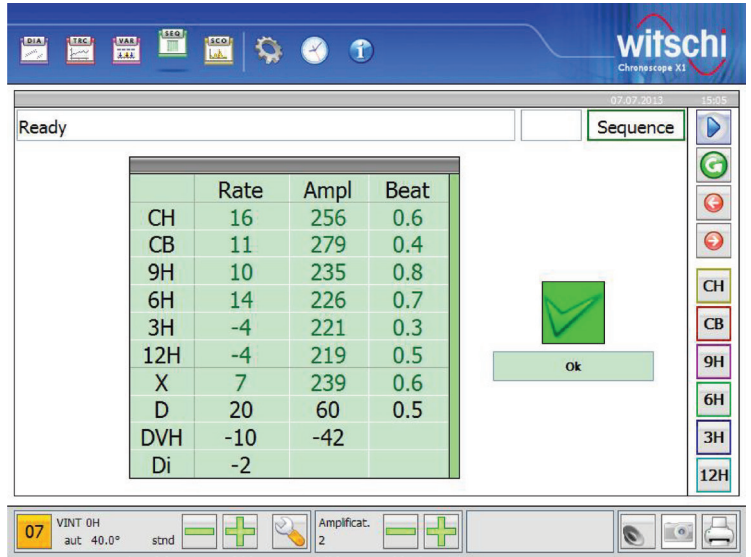 DIA TRC VAR SEQ SCO
witschi
Chronoscope X1
07.07.2013 15:05
Ready Sequence
Rate Ampl Beat
CH 16 256 0.6
CB 11 279 0.4
9H 10 235 0.8
6H 14 226 0.7
3H -4 221 0.3
12H -4 219 0.5
X 7 239 0.6
D 20 60 0.5
DVH -10 -42
Di -2
Ok
CH
CB
9H
6H
3H
12H
07 VINT 0H
aut 40.0° stnd
Amplificat.
2